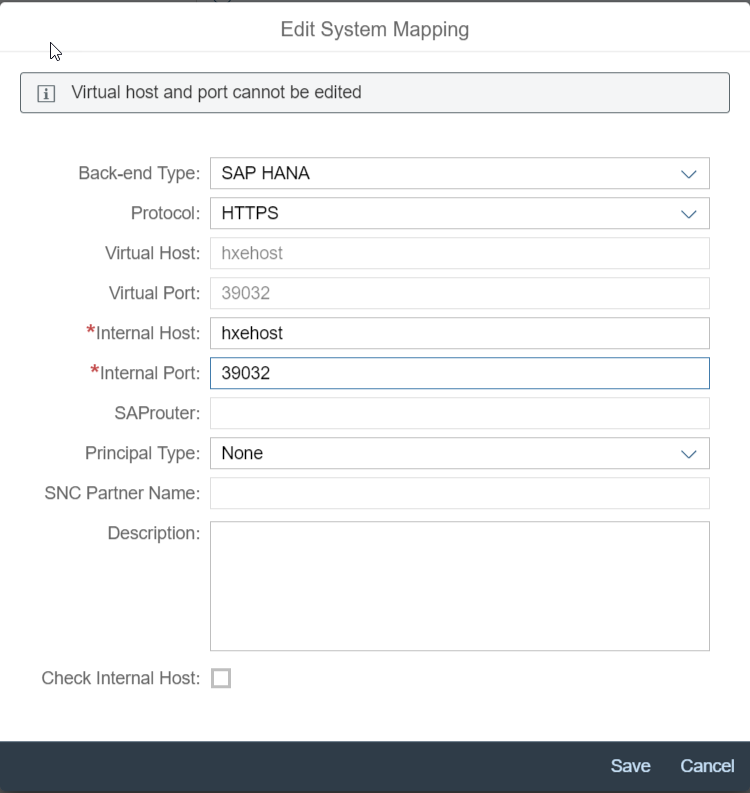 Edit System Mapping
Virtual host and port cannot be edited
Back-end Type: SAP HANA
Protocol: HTTPS
Virtual Host: hxehost
Virtual Port: 39032
*Internal Host: hxehost
*Internal Port: 39032
SAProuter:
Principal Type: None
SNC Partner Name:
Description:
Check Internal Host:
Save Cancel